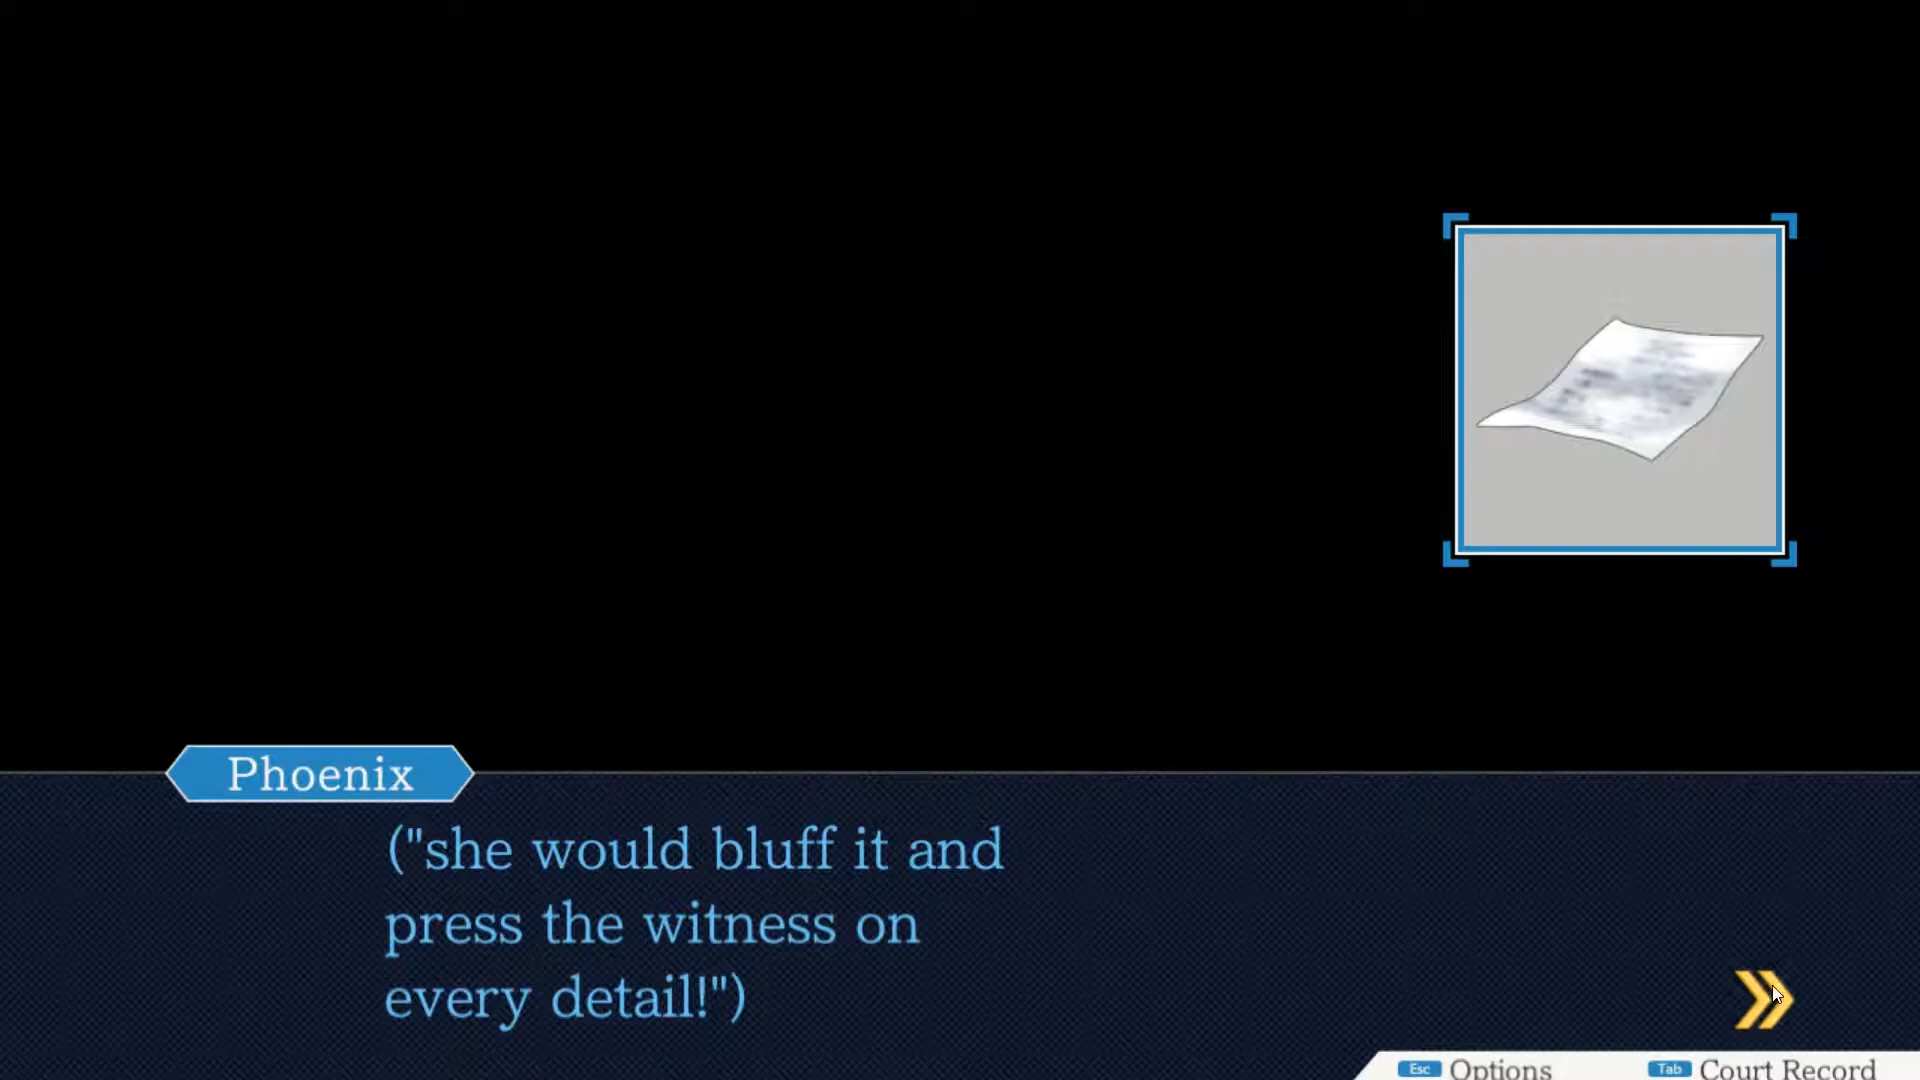 Phoenix
("she would bluff it and
press the witness on
every detail!")
Esc Options Tab Court Record